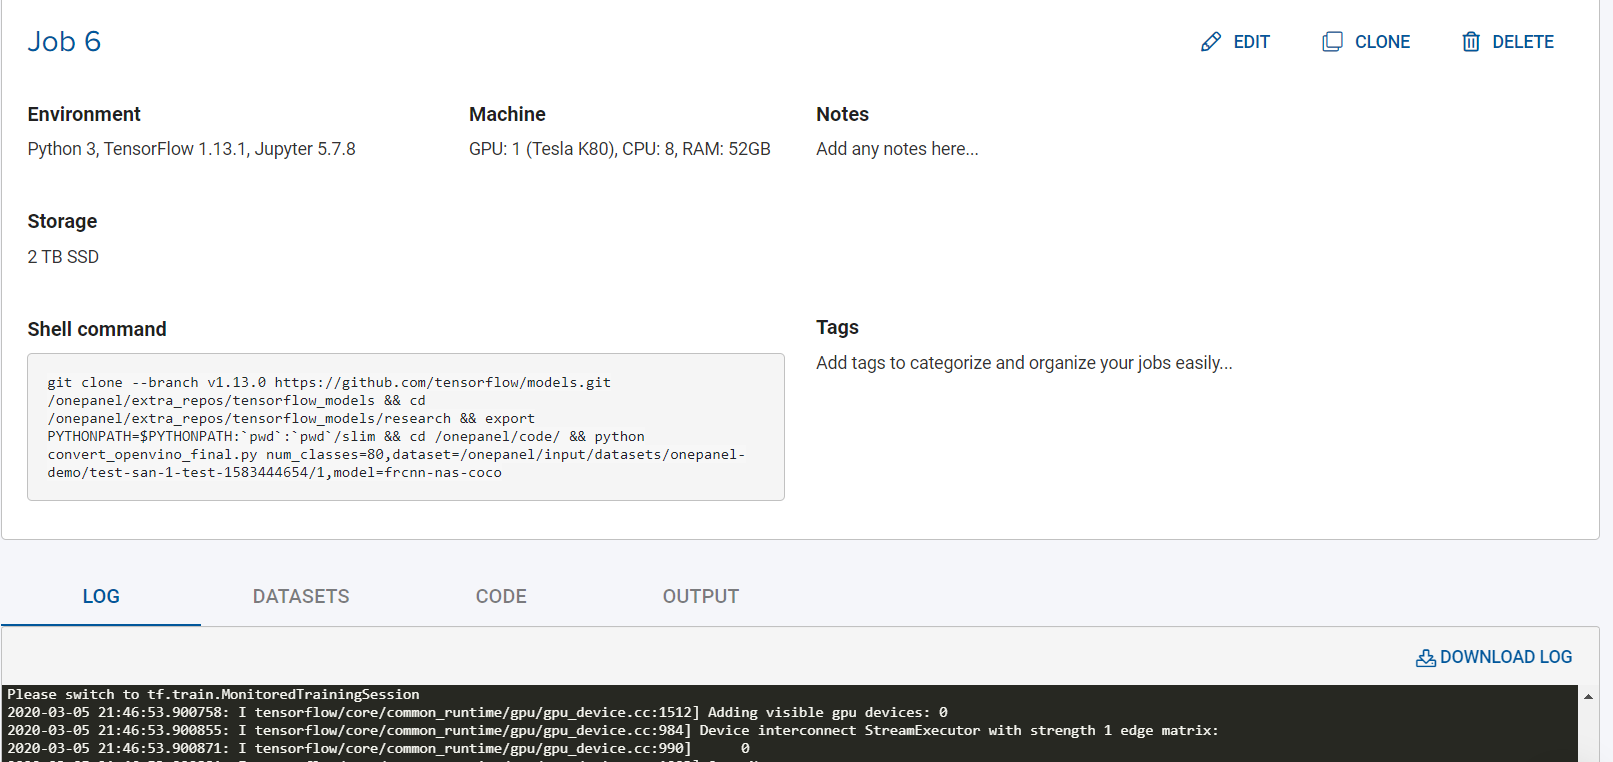 Job 6
EDIT
CLONE
DELETE
Environment
Python 3, TensorFlow 1.13.1, Jupyter 5.7.8
Machine
GPU: 1 (Tesla K80), CPU: 8, RAM: 52GB
Notes
Add any notes here...
Storage
2 TB SSD
Shell command
git clone --branch v1.13.0 https://github.com/tensorflow/models.git
/onepanel/extra_repos/tensorflow_models && cd
/onepanel/extra_repos/tensorflow_models/research && export
PYTHONPATH=$PYTHONPATH:`pwd`:`pwd`/slim && cd /onepanel/code/ && python
convert_openvino_final.py num_classes=80,dataset=/onepanel/input/datasets/onepanel-
demo/test-san-1-test-1583444654/1,model=frcnn-nas-coco
Tags
Add tags to categorize and organize your jobs easily...
LOG
DATASETS
CODE
OUTPUT
DOWNLOAD LOG
Please switch to tf.train.MonitoredTrainingSession
2020-03-05 21:46:53.900758: I tensorflow/core/common_runtime/gpu/gpu_device.cc:1512] Adding visible gpu devices: 0
2020-03-05 21:46:53.900855: I tensorflow/core/common_runtime/gpu/gpu_device.cc:984] Device interconnect StreamExecutor with strength 1 edge matrix:
2020-03-05 21:46:53.900871: I tensorflow/core/common_runtime/gpu/gpu_device.cc:990]      0